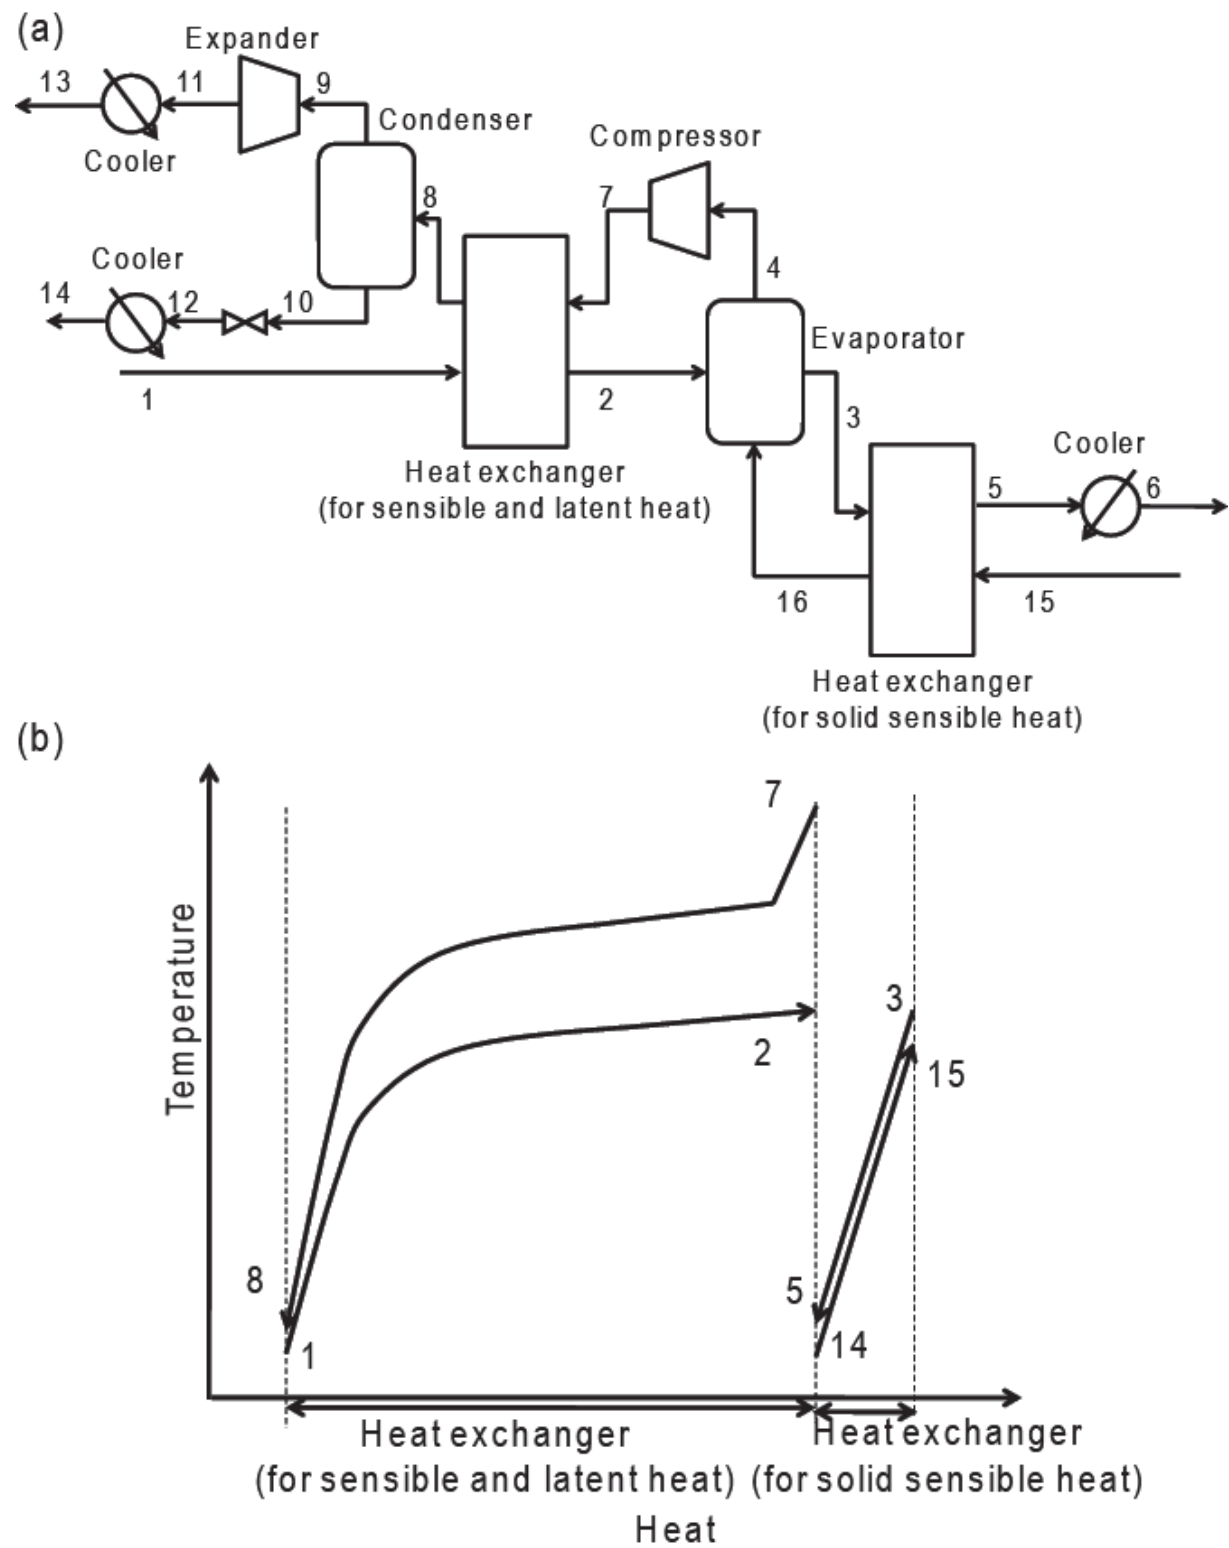 (a)
Expander
13
11
9
Cooler
Condenser
Compressor
8
7
Cooler
4
14
12
10
Evaporator
1
2
3
Heat exchanger
(for sensible and latent heat)
Cooler
5
6
16
15
Heat exchanger
(for solid sensible heat)
(b)
7
Temperature
3
2
15
8
5
1
14
Heat exchanger
(for sensible and latent heat)
Heat exchanger
(for solid sensible heat)
Heat